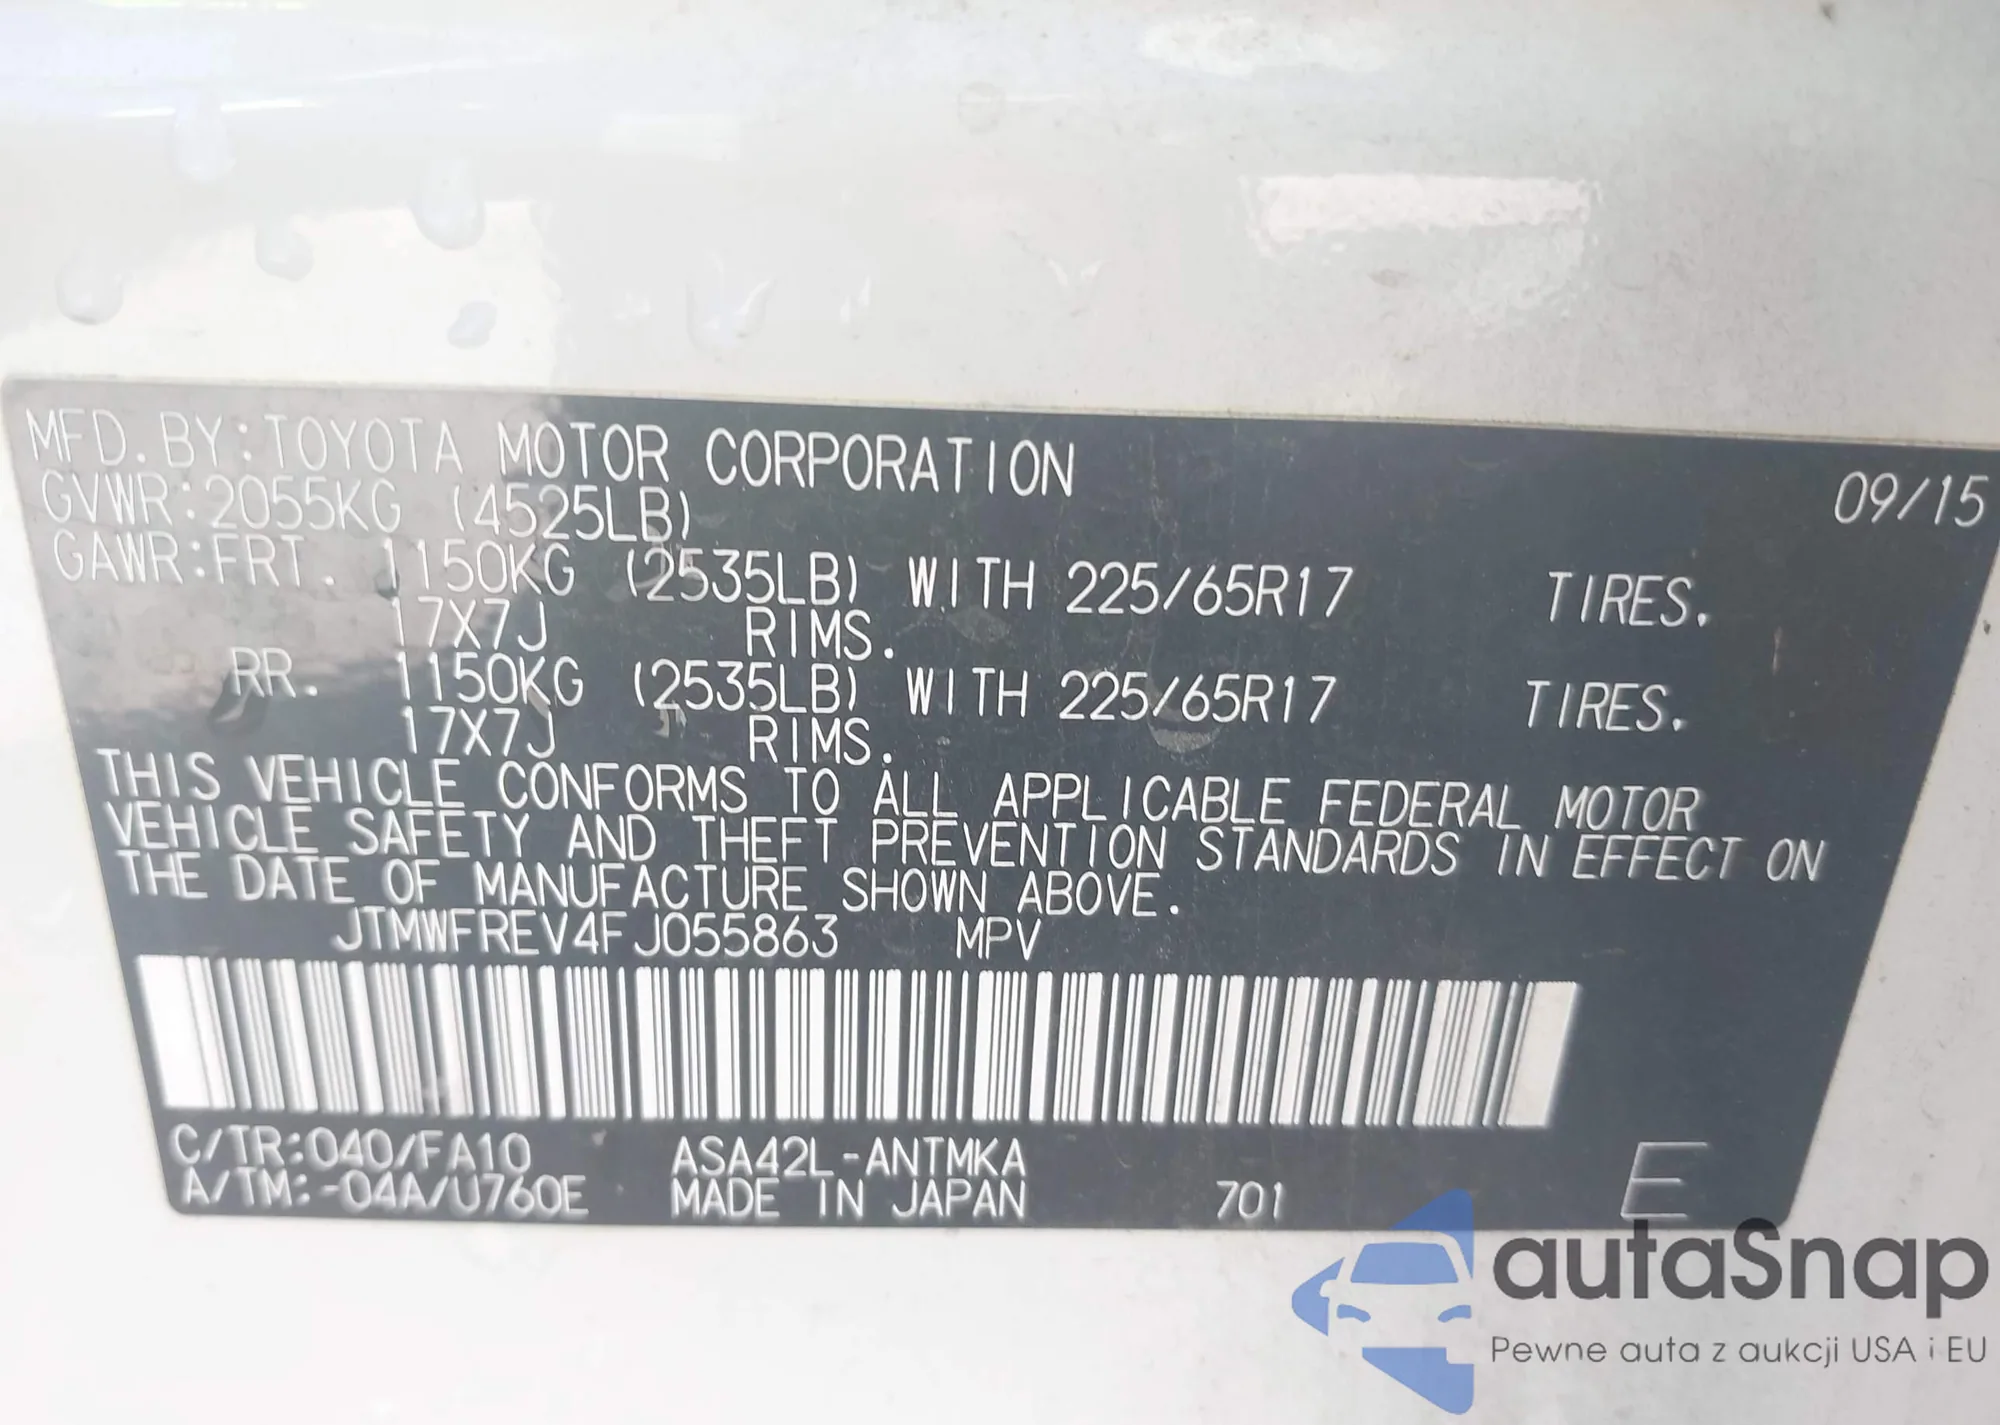 MFD.BY:TOYOTA MOTOR CORPORATION 09/15
GVWR:2055KG (4525LB)
GAWR:FRT. 1150KG (2535LB) WITH 225/65R17 TIRES.
17X7J RIMS.
RR. 1150KG (2535LB) WITH 225/65R17 TIRES.
17X7J RIMS.
THIS VEHICLE CONFORMS TO ALL APPLICABLE FEDERAL MOTOR
VEHICLE SAFETY AND THEFT PREVENTION STANDARDS IN EFFECT ON
THE DATE OF MANUFACTURE SHOWN ABOVE.
JTMWFREV4FJ055863 MPV
C/TR:040/FA10 ASA42L-ANTMKA
A/TM:-04A/U760E MADE IN JAPAN 701 E
autaSnap
Pewne auta z aukcji USA i EU